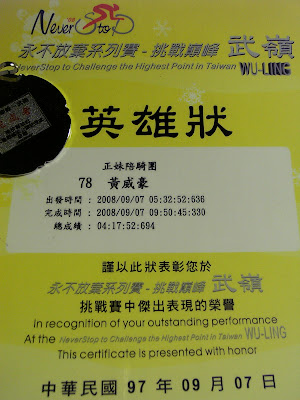 Never Stop
永不放棄系列賽-挑戰巔峰 武嶺
NeverStop to Challenge the Highest Point in Taiwan WU-LING
英雄狀
正妹陪騎團
78 黃威豪
出發時間：2008/09/07 05:32:52:636
完成時間：2008/09/07 09:50:45:330
總成績：04:17:52:694
謹以此狀表彰您於
永不放棄系列賽-挑戰巔峰 武嶺
挑戰賽中傑出表現的榮譽
In recognition of your outstanding performance
At the NeverStop to Challenge the Highest Point in Taiwan WU-LING
This certificate is presented with honor
中華民國 97 年 09 月 07 日